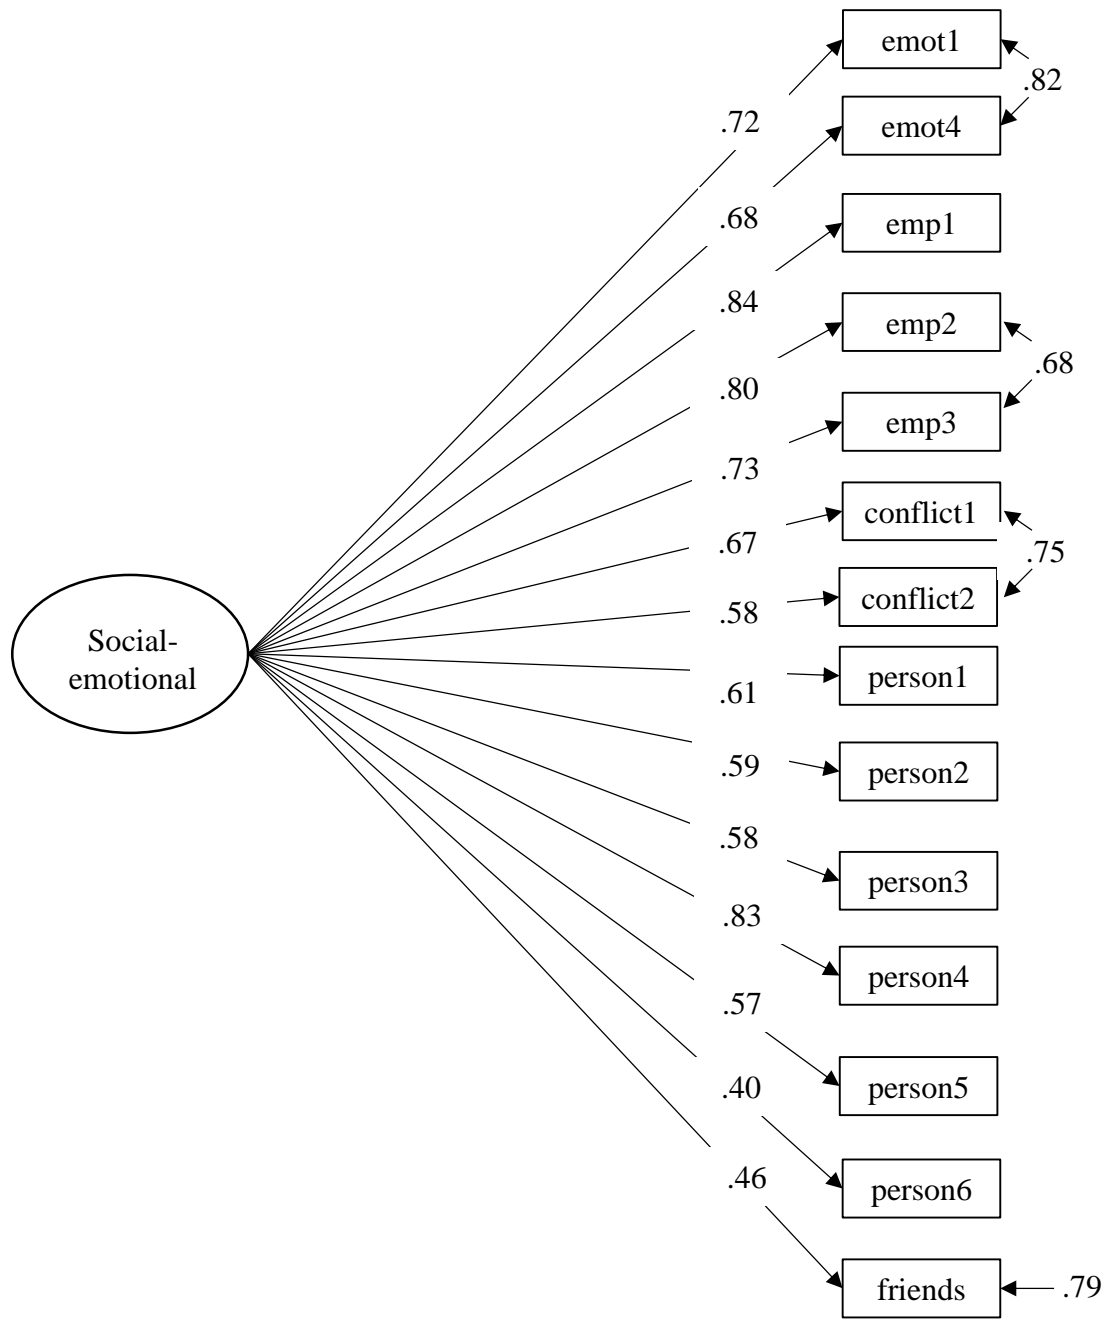 emot1
.82
.72
emot4
.68
emp1
.84
emp2
.68
.80
emp3
.73
conflict1
.67
.75
conflict2
.58
Social-
emotional
person1
.61
person2
.59
.58
person3
.83
person4
.57
person5
.40
person6
.46
friends
.79